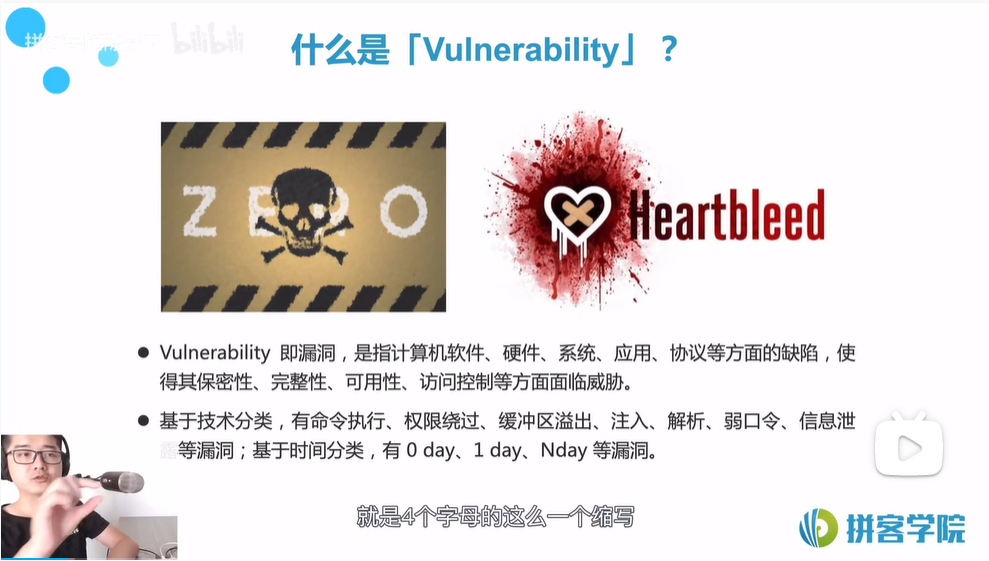 bilibili
什么是「Vulnerability」？
ZERO
Heartbleed
● Vulnerability 即漏洞，是指计算机软件、硬件、系统、应用、协议等方面的缺陷，使
得其保密性、完整性、可用性、访问控制等方面面临威胁。
● 基于技术分类，有命令执行、权限绕过、缓冲区溢出、注入、解析、弱口令、信息泄
露等漏洞；基于时间分类，有 0 day、1 day、Nday 等漏洞。
就是4个字母的这么一个缩写
拼客学院